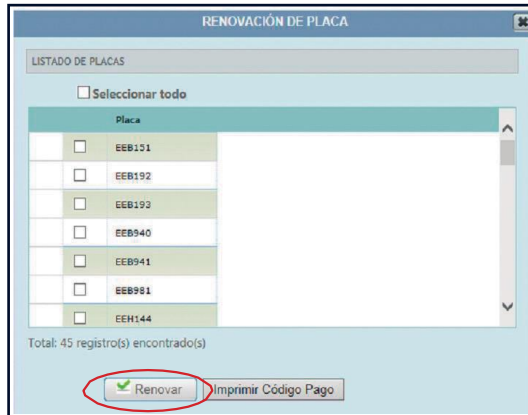 RENOVACIÓN DE PLACA
LISTADO DE PLACAS
Seleccionar todo
Placa
EEB151
EEB192
EEB193
EEB940
EEB941
EEB981
EEH144
Total: 45 registro(s) encontrado(s)
Renovar Imprimir Código Pago